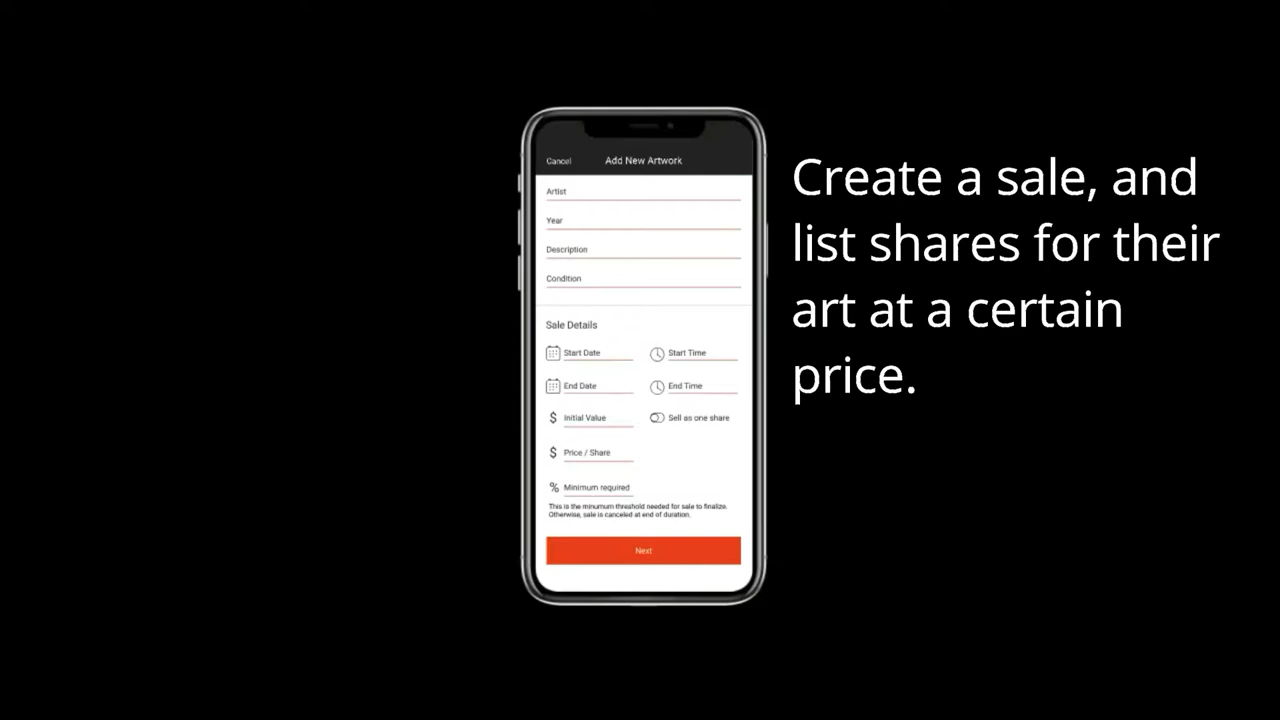 Cancel
Add New Artwork
Artist
Year
Description
Condition
Sale Details
Start Date
Start Time
End Date
End Time
$ Initial Value
Sell as one share
$ Price / Share
% Minimum required
This is the minumum threshold needed for sale to finalize.
Otherwise, sale is canceled at end of duration.
Next
Create a sale, and
list shares for their
art at a certain
price.